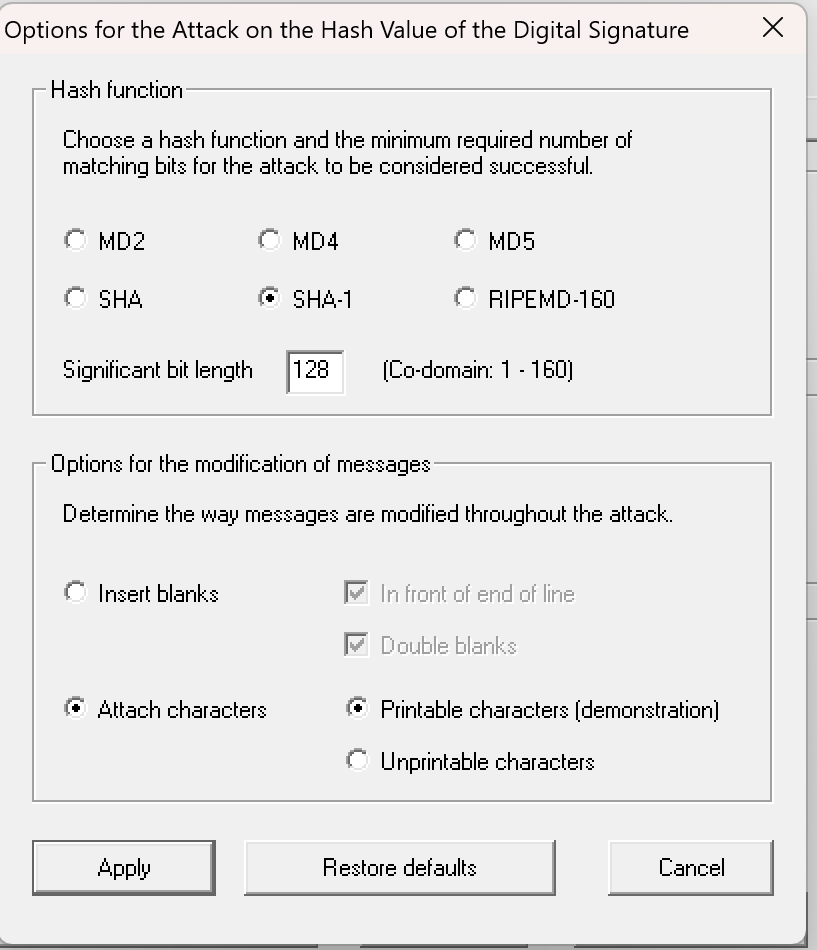 Options for the Attack on the Hash Value of the Digital Signature
Hash function
Choose a hash function and the minimum required number of
matching bits for the attack to be considered successful.
MD2 MD4 MD5
SHA SHA-1 RIPEMD-160
Significant bit length 128 (Co-domain: 1 - 160)
Options for the modification of messages
Determine the way messages are modified throughout the attack.
Insert blanks In front of end of line
Double blanks
Attach characters Printable characters (demonstration)
Unprintable characters
Apply Restore defaults Cancel